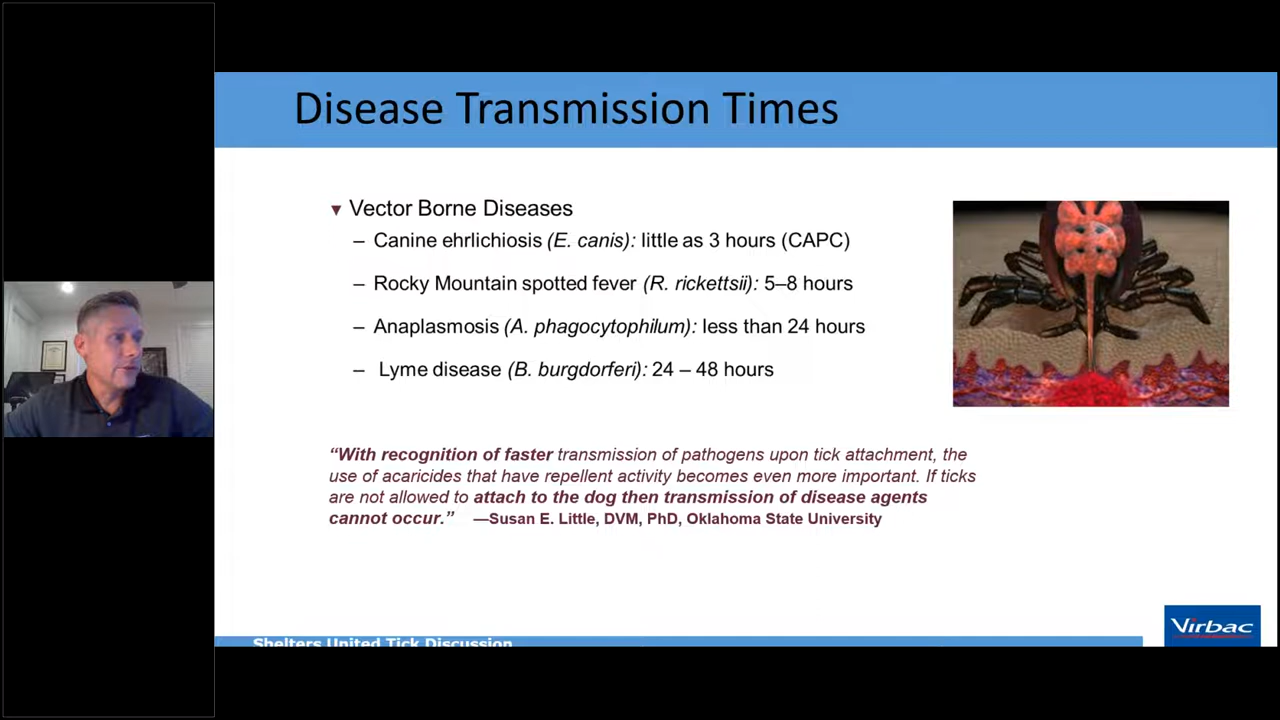 Disease Transmission Times
▼ Vector Borne Diseases
– Canine ehrlichiosis (E. canis): little as 3 hours (CAPC)
– Rocky Mountain spotted fever (R. rickettsii): 5–8 hours
– Anaplasmosis (A. phagocytophilum): less than 24 hours
– Lyme disease (B. burgdorferi): 24 – 48 hours
“With recognition of faster transmission of pathogens upon tick attachment, the
use of acaricides that have repellent activity becomes even more important. If ticks
are not allowed to attach to the dog then transmission of disease agents
cannot occur.” —Susan E. Little, DVM, PhD, Oklahoma State University
Shelters United Tick Discussion
Virbac